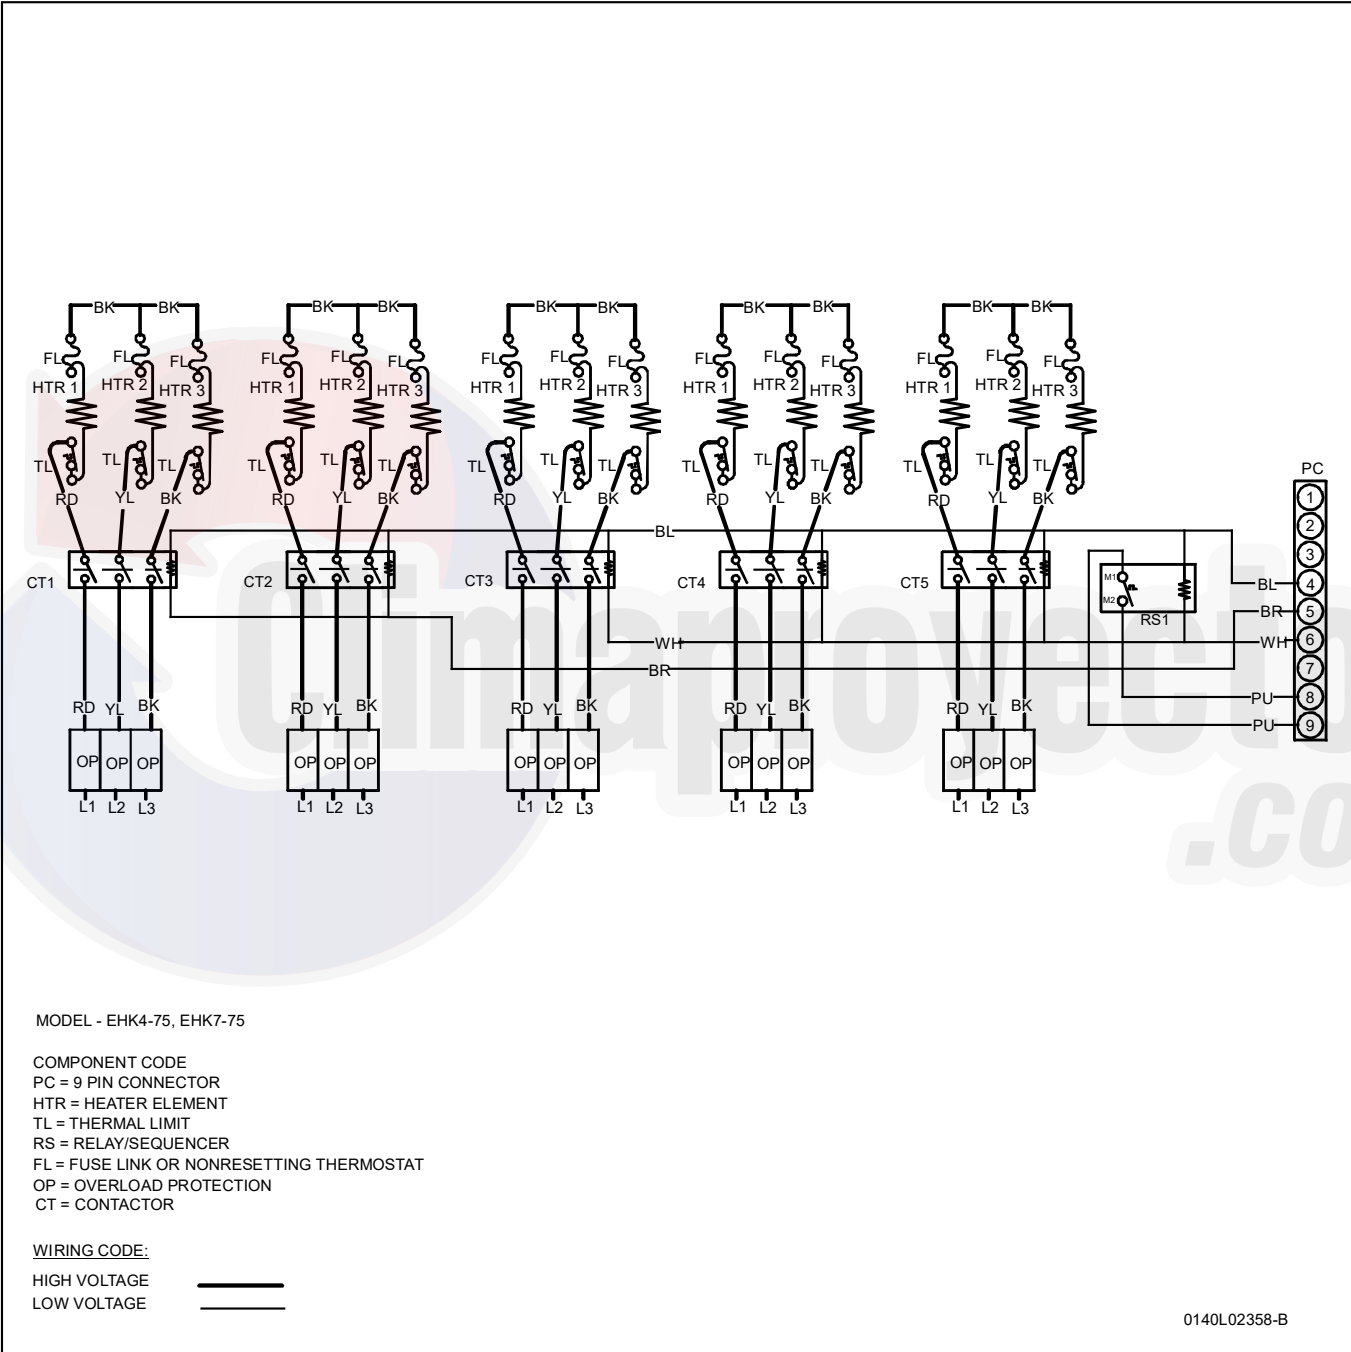 BK BK BK BK BK BK BK BK BK BK
FL FL FL FL FL FL FL FL FL FL FL FL FL FL FL
HTR 1 HTR 2 HTR 3 HTR 1 HTR 2 HTR 3 HTR 1 HTR 2 HTR 3 HTR 1 HTR 2 HTR 3 HTR 1 HTR 2 HTR 3
TL TL TL TL TL TL TL TL TL TL TL TL TL TL TL
PC
RD YL BK RD YL BK RD YL BK RD YL BK RD YL BK
1
2
BL
3
CT1 CT2 CT3 CT4 CT5
M1
BL 4
M2
BR 5
RS1
WH WH 6
BR 7
PU 8
RD YL BK RD YL BK RD YL BK RD YL BK RD YL BK
PU 9
OP OP OP OP OP OP OP OP OP OP OP OP OP OP OP
L1 L2 L3 L1 L2 L3 L1 L2 L3 L1 L2 L3 L1 L2 L3
Climaproyecto
.co
MODEL - EHK4-75, EHK7-75
COMPONENT CODE
PC = 9 PIN CONNECTOR
HTR = HEATER ELEMENT
TL = THERMAL LIMIT
RS = RELAY/SEQUENCER
FL = FUSE LINK OR NONRESETTING THERMOSTAT
OP = OVERLOAD PROTECTION
CT = CONTACTOR
WIRING CODE:
HIGH VOLTAGE
LOW VOLTAGE
0140L02358-B